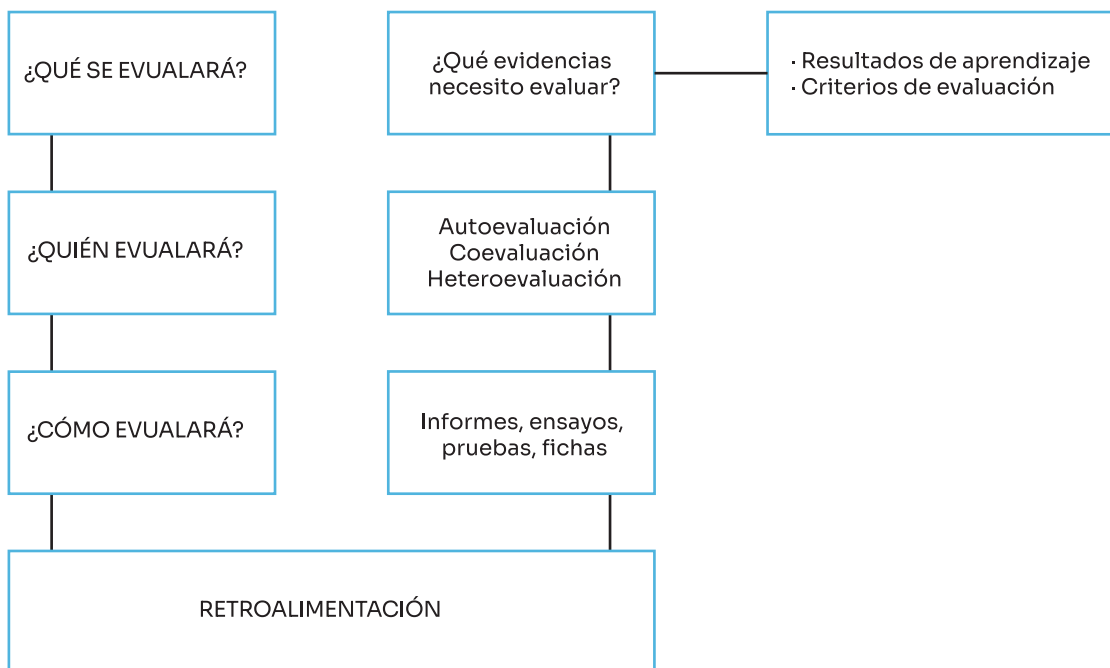 ¿QUÉ SE EVUALARÁ?
¿Qué evidencias
necesito evaluar?
· Resultados de aprendizaje
· Criterios de evaluación
¿QUIÉN EVUALARÁ?
Autoevaluación
Coevaluación
Heteroevaluación
¿CÓMO EVUALARÁ?
Informes, ensayos,
pruebas, fichas
RETROALIMENTACIÓN